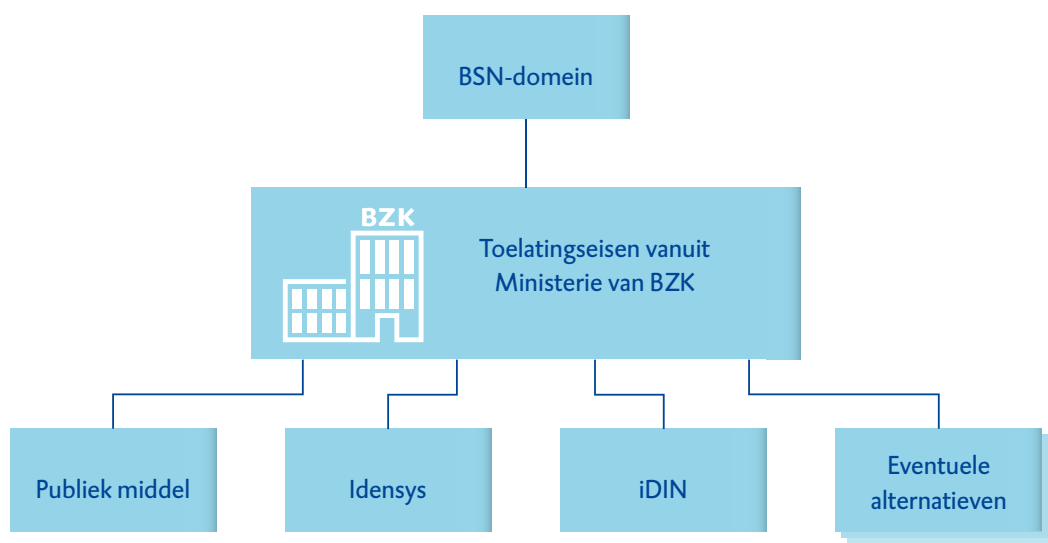 BSN-domein
BZK
Toelatingseisen vanuit
Ministerie van BZK
Publiek middel
Idensys
iDIN
Eventuele
alternatieven